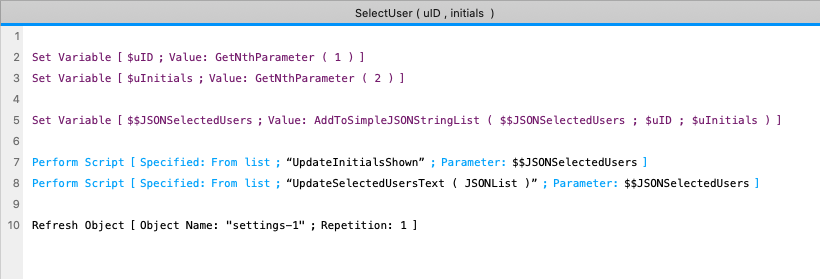 SelectUser ( uID , initials )
1
2 Set Variable [ $uID ; Value: GetNthParameter ( 1 ) ]
3 Set Variable [ $uInitials ; Value: GetNthParameter ( 2 ) ]
4
5 Set Variable [ $$JSONSelectedUsers ; Value: AddToSimpleJSONStringList ( $$JSONSelectedUsers ; $uID ; $uInitials ) ]
6
7 Perform Script [ Specified: From list ; “UpdateInitialsShown” ; Parameter: $$JSONSelectedUsers ]
8 Perform Script [ Specified: From list ; “UpdateSelectedUsersText ( JSONList )” ; Parameter: $$JSONSelectedUsers ]
9
10 Refresh Object [ Object Name: "settings-1" ; Repetition: 1 ]